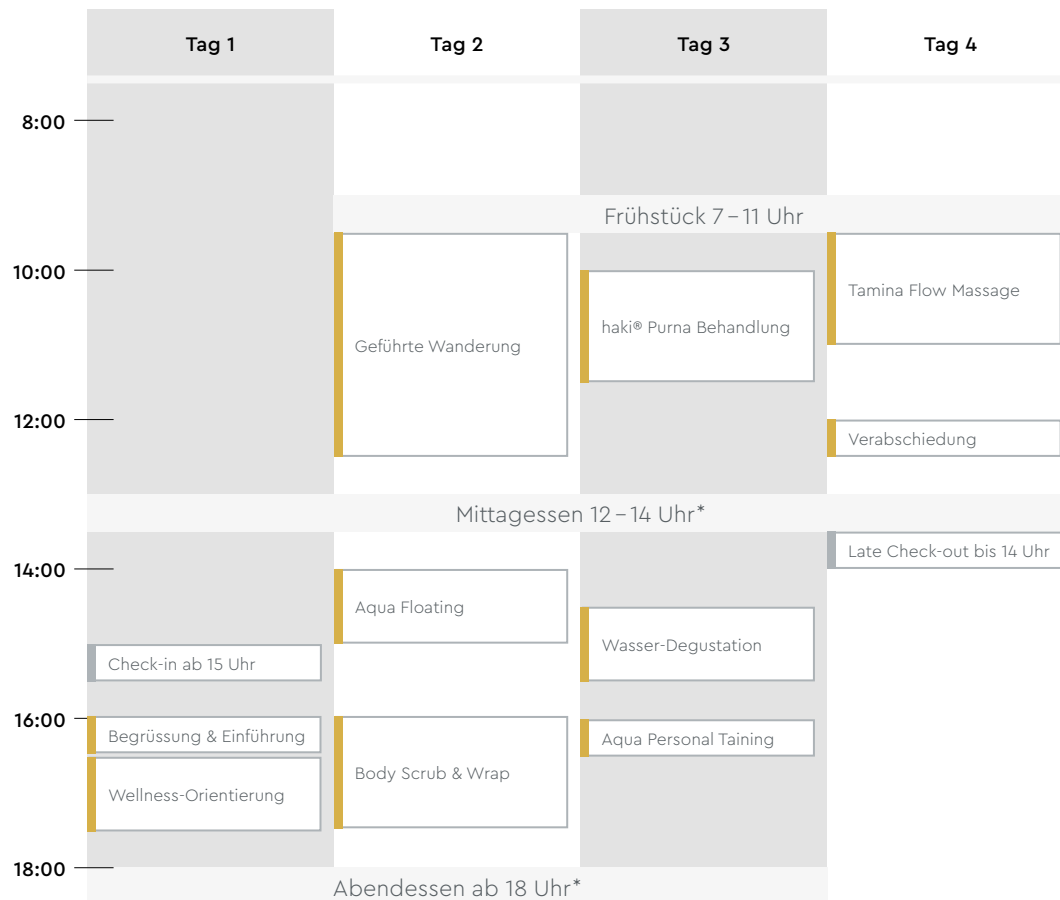 Tag 1
Tag 2
Tag 3
Tag 4
8:00
Frühstück 7 – 11 Uhr
10:00
Tamina Flow Massage
haki® Purna Behandlung
Geführte Wanderung
12:00
Verabschiedung
Mittagessen 12 – 14 Uhr*
Late Check-out bis 14 Uhr
14:00
Aqua Floating
Wasser-Degustation
Check-in ab 15 Uhr
16:00
Begrüssung & Einführung
Aqua Personal Taining
Body Scrub & Wrap
Wellness-Orientierung
18:00
Abendessen ab 18 Uhr*